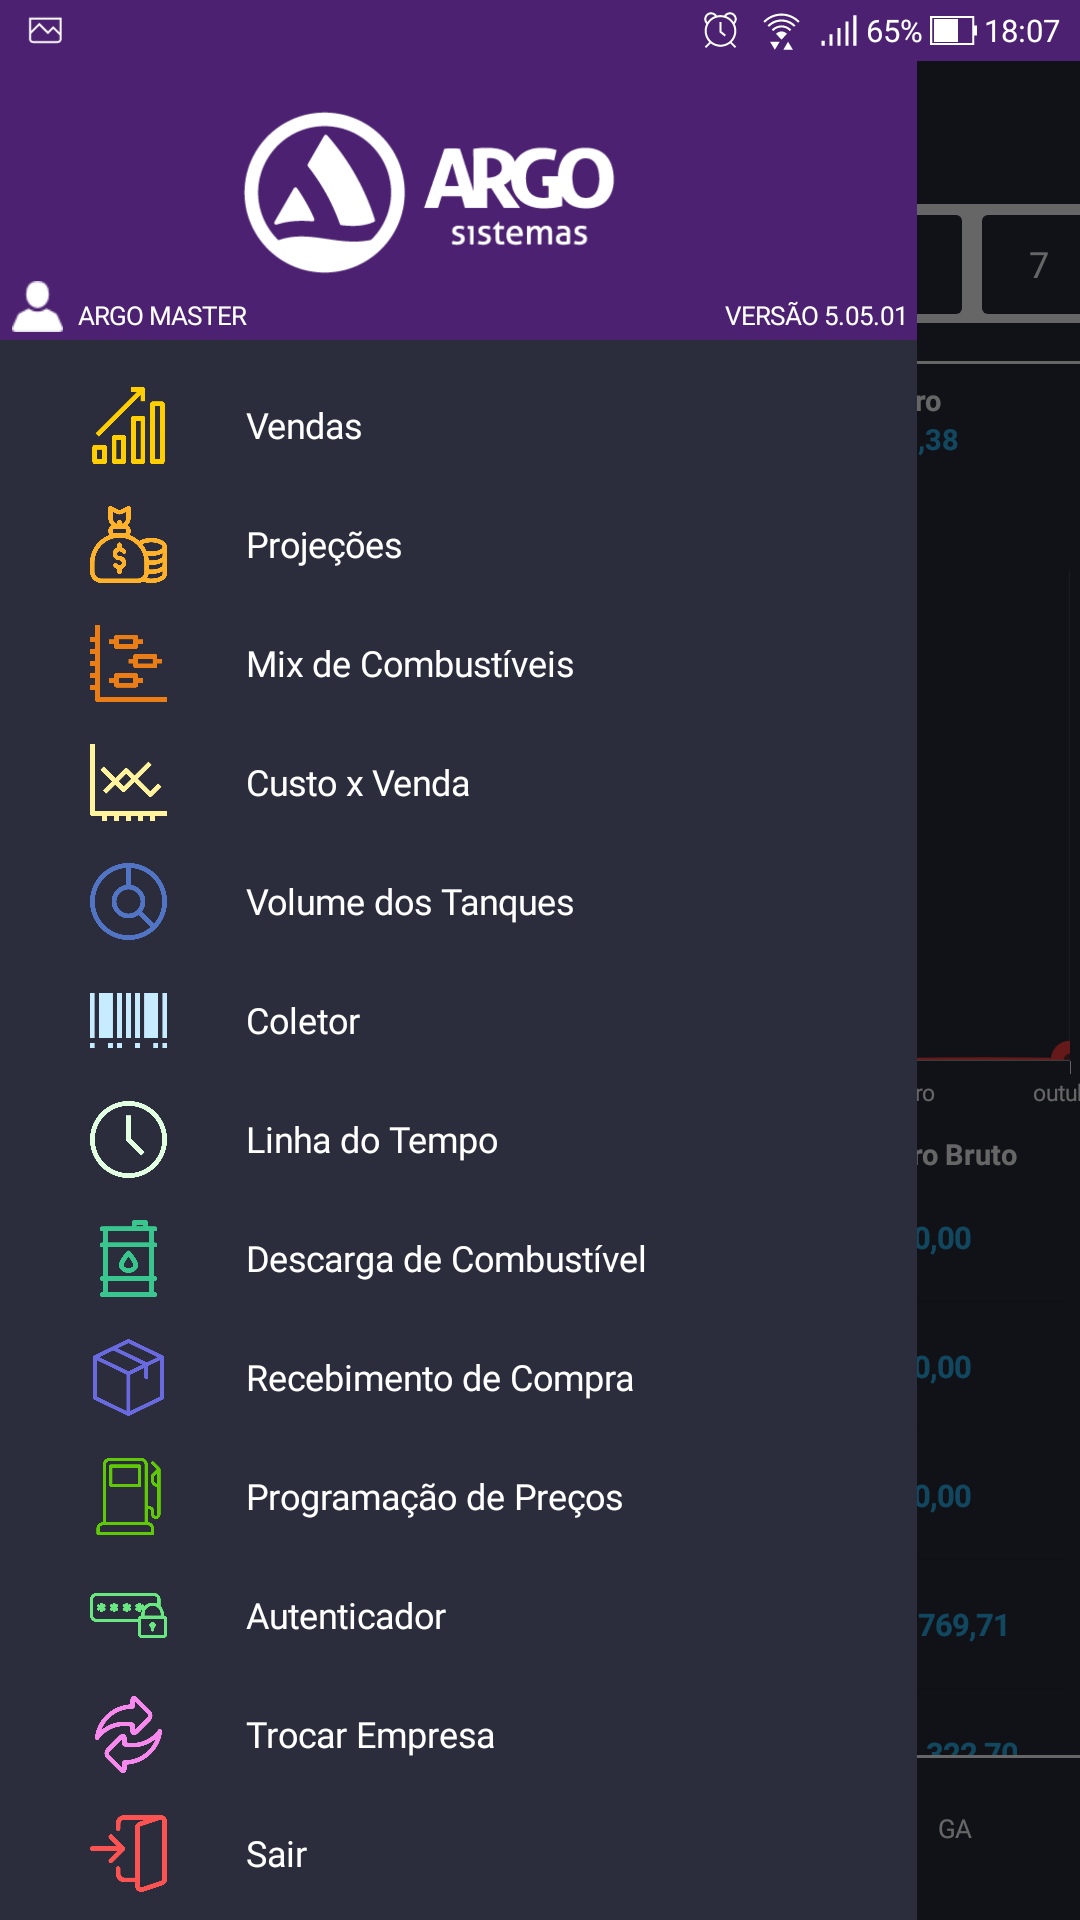 65% 18:07
ARGO
sistemas
ARGO MASTER VERSÃO 5.05.01
7
Vendas
ro
,38
Projeções
Mix de Combustíveis
Custo x Venda
Volume dos Tanques
Coletor
ro outu
Linha do Tempo
ro Bruto
Descarga de Combustível
0,00
Recebimento de Compra
0,00
Programação de Preços
0,00
Autenticador
769,71
Trocar Empresa
322,70
Sair
GA